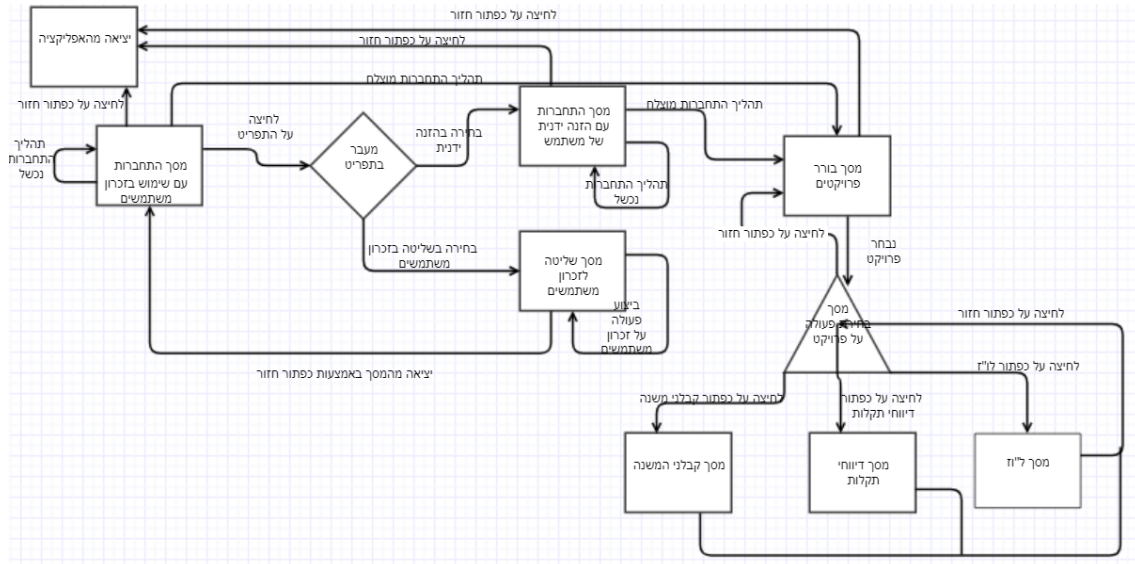 לחיצה על כפתור חזור
יציאה מהאפליקציה
לחיצה על כפתור חזור
תהליך התחברות מוצלח
לחיצה על כפתור חזור
תהליך התחברות מוצלח
מסך התחברות
עם הזנה ידנית
של משתמש
לחיצה
על התפריט
בחירה בהזנה
ידנית
תהליך
התחברות
נכשל
מסך התחברות
עם שימוש בזכרון
משתמשים
מעבר
בתפריט
מסך בורר
פרויקטים
תהליך התחברות
נכשל
לחיצה על כפתור חזור
נבחר
פרויקט
בחירה בשליטה בזכרון
משתמשים
מסך שליטה
לזכרון
משתמשים
ביצוע
פעולה
על זכרון
משתמשים
מסך
בחירת פעולה
על פרויקט
לחיצה על כפתור חזור
יציאה מהמסך באמצעות כפתור חזור
לחיצה על כפתור לו"ז
לחיצה על כפתור קבלני משנה
לחיצה על כפתור
דיווחי תקלות
מסך קבלני המשנה
מסך דיווחי
תקלות
מסך ל"וז